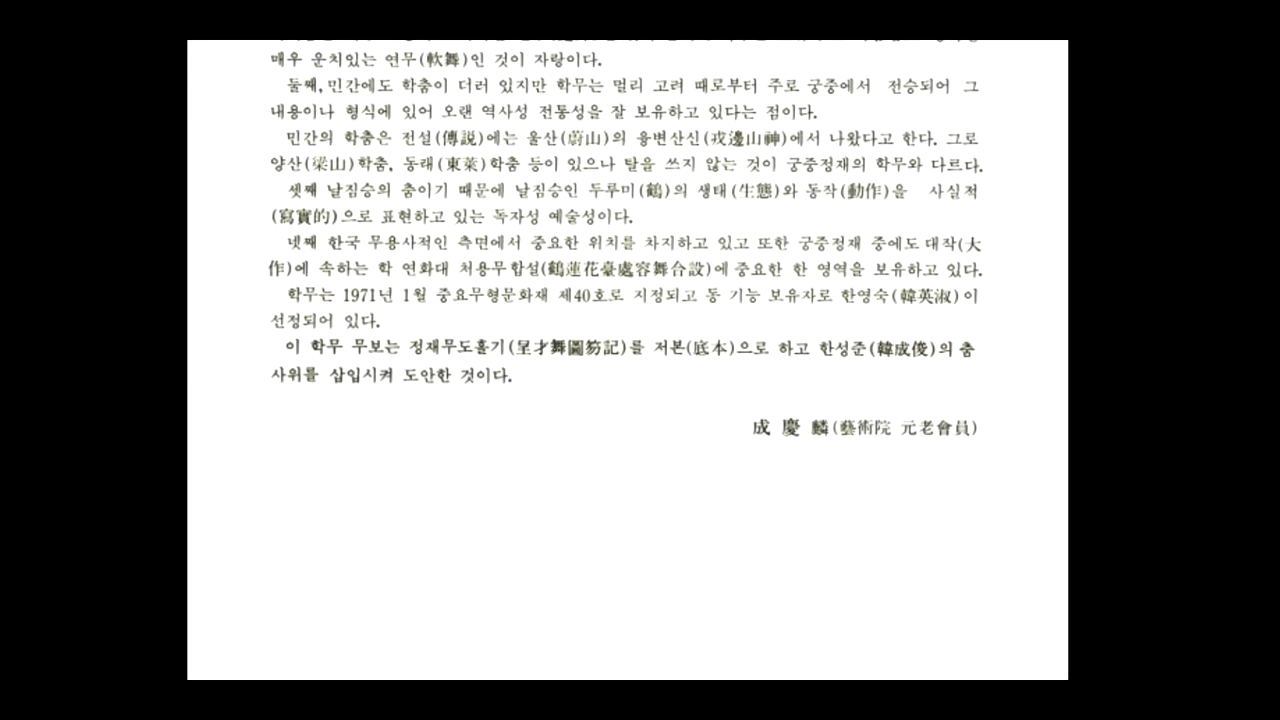 매우 운치있는 연무(軟舞)인 것이 자랑이다.
둘째, 민간에도 학춤이 더러 있지만 학무는 멀리 고려 때로부터 주로 궁중에서 전승되어 그
내용이나 형식에 있어 오랜 역사성 전통성을 잘 보유하고 있다는 점이다.
민간의 학춤은 전설(傳說)에는 울산(蔚山)의 융변산신(戎邊山神)에서 나왔다고 한다. 그로
양산(梁山)학춤, 동래(東萊)학춤 등이 있으나 탈을 쓰지 않는 것이 궁중정재의 학무와 다르다.
셋째 날짐승의 춤이기 때문에 날짐승인 두루미(鶴)의 생태(生態)와 동작(動作)을 사실적
(寫實的)으로 표현하고 있는 독자성 예술성이다.
넷째 한국 무용사적인 측면에서 중요한 위치를 차지하고 있고 또한 궁중정재 중에도 대작(大
作)에 속하는 학 연화대 처용무합설(鶴蓮花臺處容舞合設)에 중요한 한 영역을 보유하고 있다.
학무는 1971년 1월 중요무형문화재 제40호로 지정되고 동 기능 보유자로 한영숙(韓英淑)이
선정되어 있다.
이 학무 무보는 정재무도홀기(呈才舞圖笏記)를 저본(底本)으로 하고 한성준(韓成俊)의 춤
사위를 삽입시켜 도안한 것이다.
成 慶 麟(藝術院 元老會員)